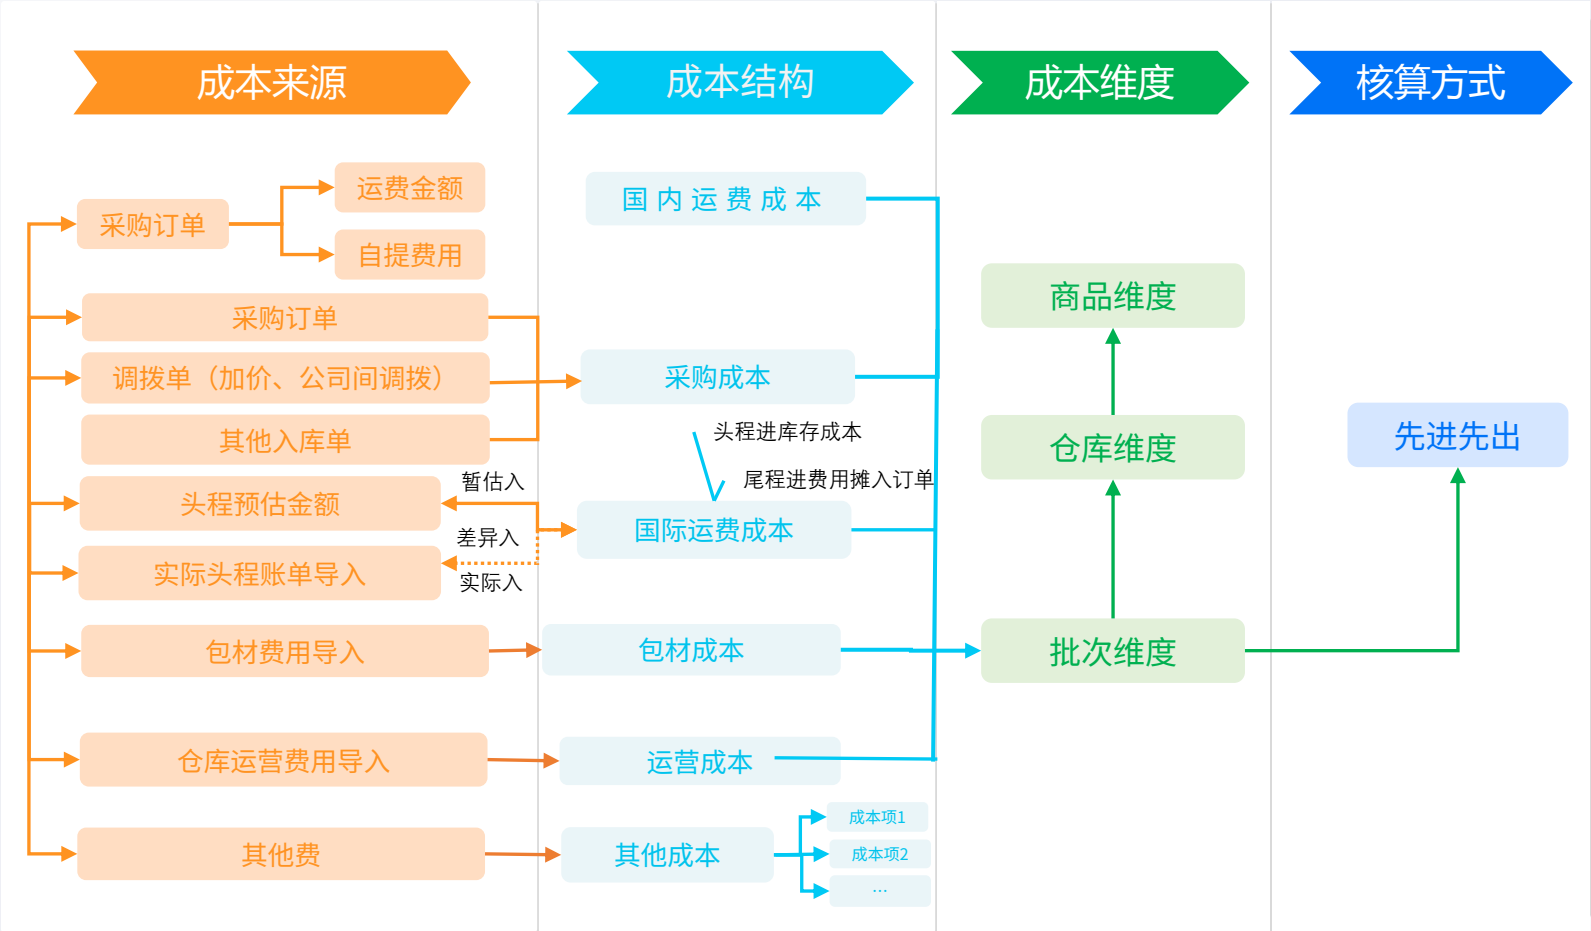 成本来源
成本结构
成本维度
核算方式
采购订单
运费金额
自提费用
采购订单
调拨单（加价、公司间调拨）
其他入库单
头程预估金额
实际头程账单导入
包材费用导入
仓库运营费用导入
其他费
暂估入
差异入
实际入
国内运费成本
采购成本
头程进库存成本
尾程进费用摊入订单
国际运费成本
包材成本
运营成本
其他成本
成本项1
成本项2
...
商品维度
仓库维度
批次维度
先进先出